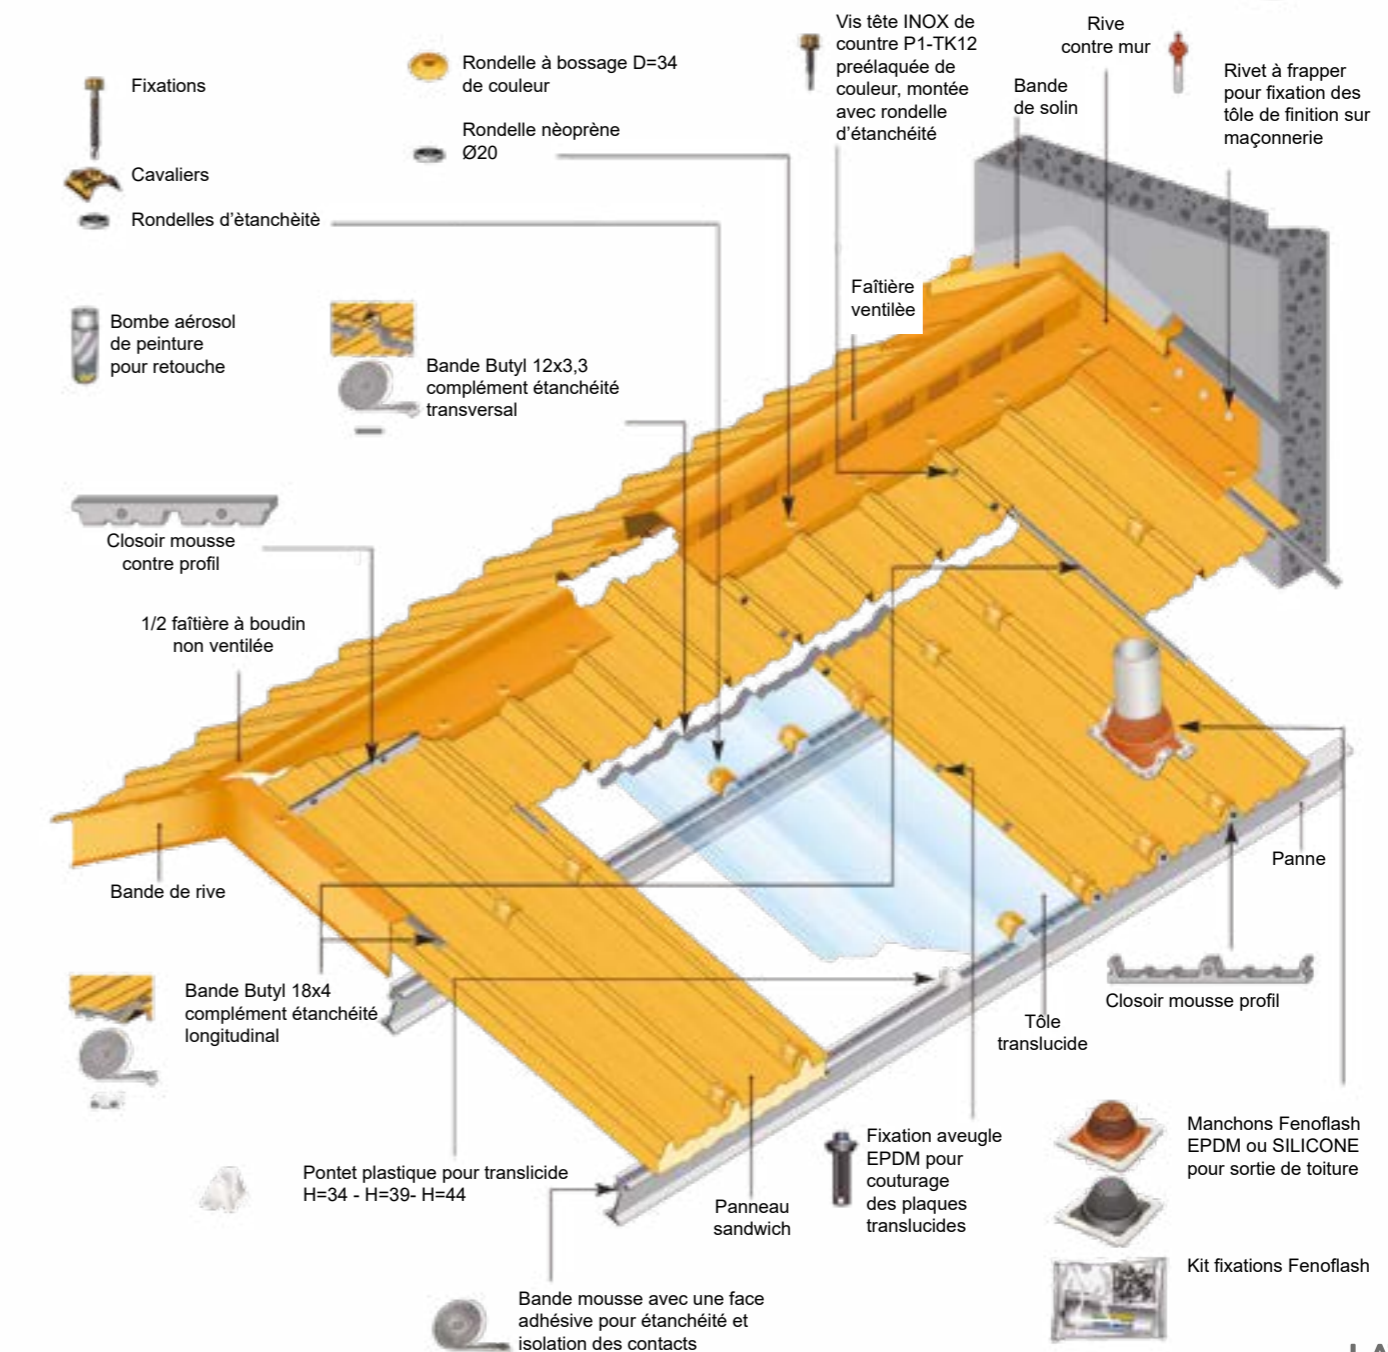 Fixations
Cavaliers
Rondelles d'ètanchèitè
Rondelle à bossage D=34
de couleur
Rondelle nèoprène
Ø20
Vis tête INOX de
countre P1-TK12
preélaquée de
couleur, montée
avec rondelle
d'étanchéité
Rive
contre mur
Bande
de solin
Rivet à frapper
pour fixation des
tôle de finition sur
maçonnerie
Faîtière
ventilèe
Bombe aérosol
de peinture
pour retouche
Bande Butyl 12x3,3
complément étanchéité
transversal
Closoir mousse
contre profil
1/2 faîtière à boudin
non ventilée
Bande de rive
Bande Butyl 18x4
complément étanchéité
longitudinal
Panne
Closoir mousse profil
Tôle
translucide
Pontet plastique pour translicide
H=34 - H=39- H=44
Panneau
sandwich
Fixation aveugle
EPDM pour
couturage
des plaques
translucides
Manchons Fenoflash
EPDM ou SILICONE
pour sortie de toiture
Kit fixations Fenoflash
Bande mousse avec une face
adhésive pour étanchéité et
isolation des contacts